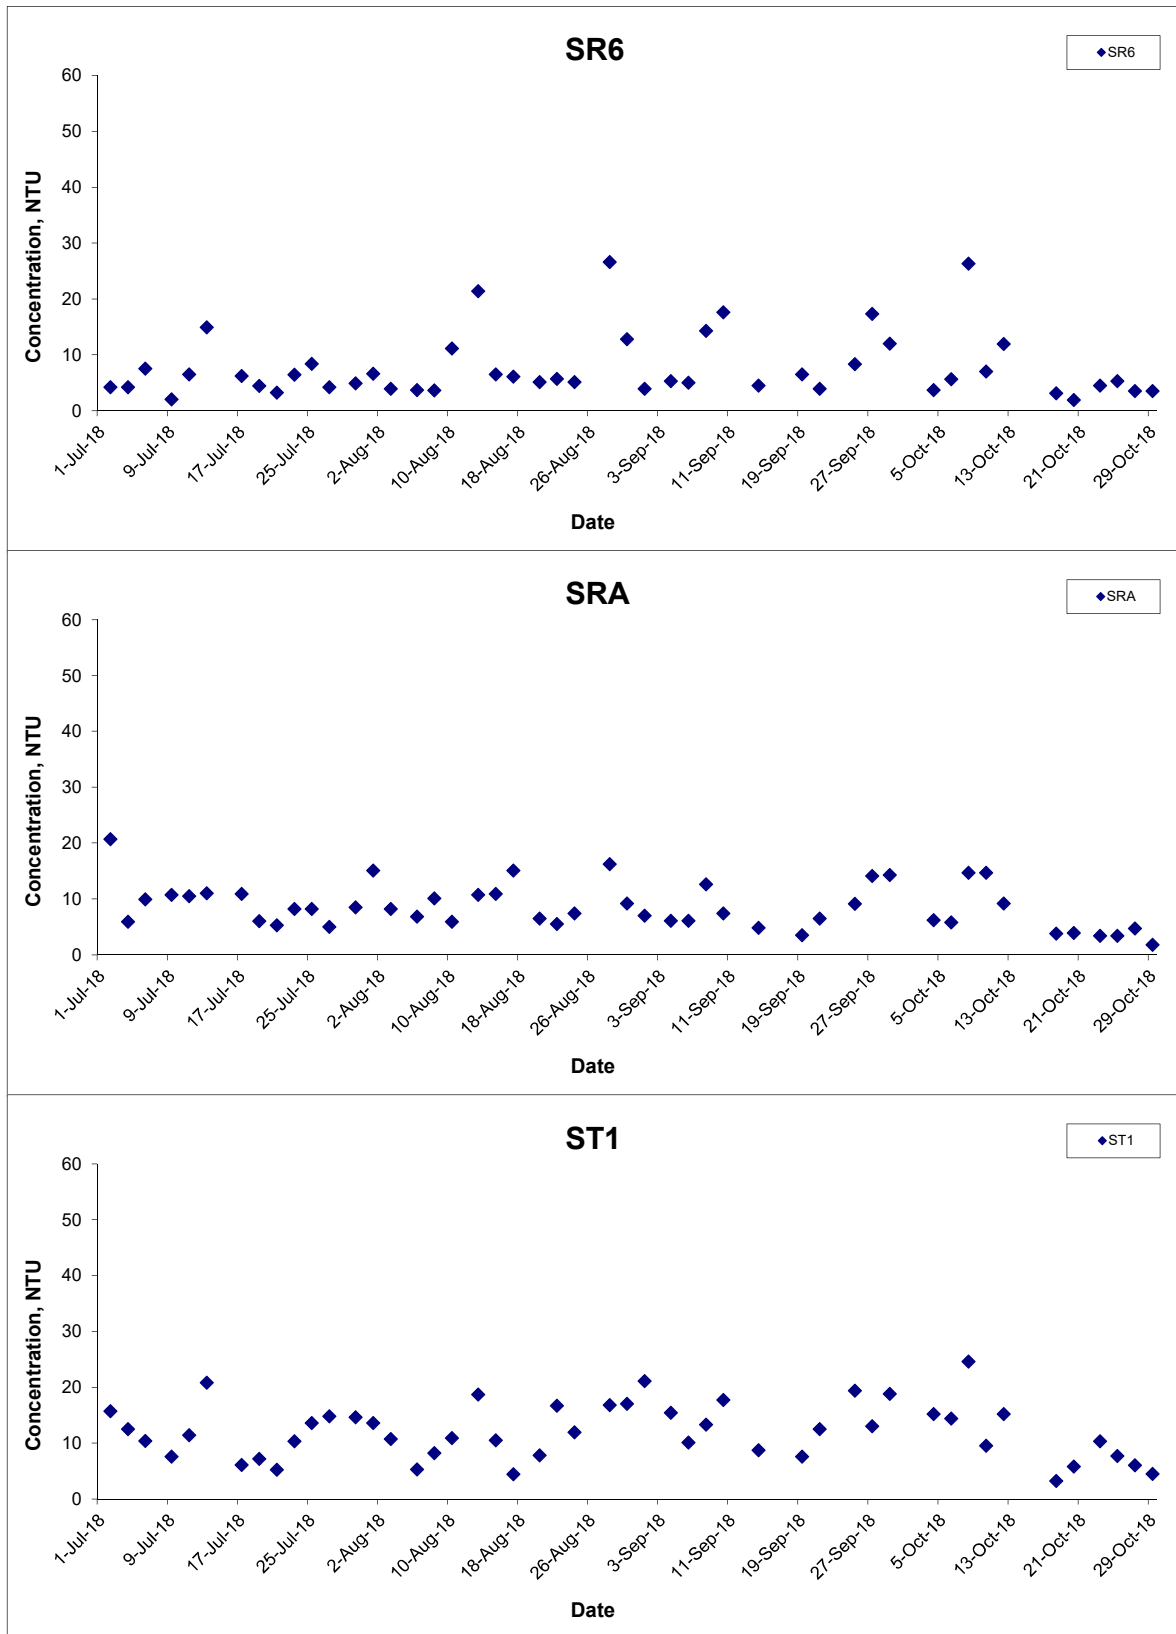 SR6
SR6
60
50
40
30
20
10
0
Concentration, NTU
1-Jul-18
9-Jul-18
17-Jul-18
25-Jul-18
2-Aug-18
10-Aug-18
18-Aug-18
26-Aug-18
3-Sep-18
11-Sep-18
19-Sep-18
27-Sep-18
5-Oct-18
13-Oct-18
21-Oct-18
29-Oct-18
Date
SRA
SRA
60
50
40
30
20
10
0
Concentration, NTU
1-Jul-18
9-Jul-18
17-Jul-18
25-Jul-18
2-Aug-18
10-Aug-18
18-Aug-18
26-Aug-18
3-Sep-18
11-Sep-18
19-Sep-18
27-Sep-18
5-Oct-18
13-Oct-18
21-Oct-18
29-Oct-18
Date
ST1
ST1
60
50
40
30
20
10
0
Concentration, NTU
1-Jul-18
9-Jul-18
17-Jul-18
25-Jul-18
2-Aug-18
10-Aug-18
18-Aug-18
26-Aug-18
3-Sep-18
11-Sep-18
19-Sep-18
27-Sep-18
5-Oct-18
13-Oct-18
21-Oct-18
29-Oct-18
Date